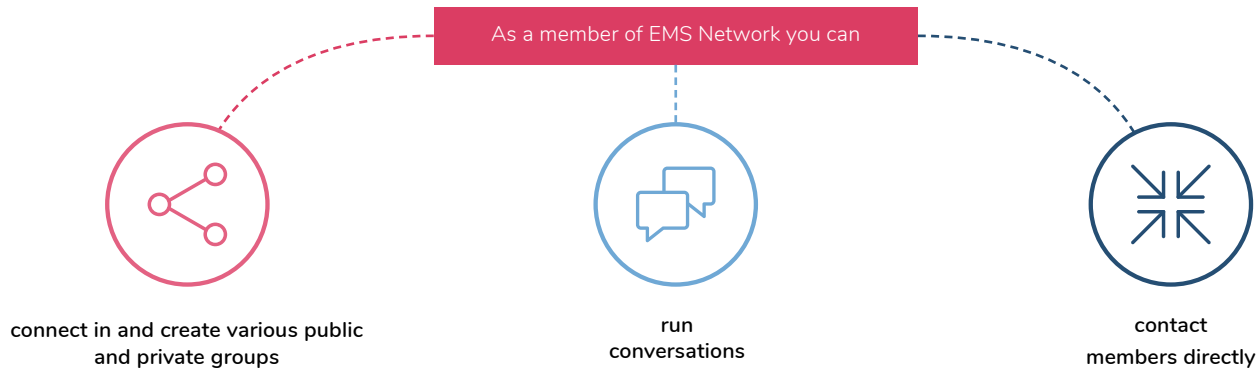 As a member of EMS Network you can
connect in and create various public
and private groups
run
conversations
contact
members directly